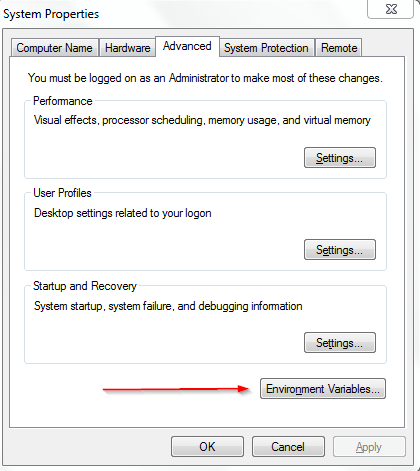 System Properties
Computer Name Hardware Advanced System Protection Remote
You must be logged on as an Administrator to make most of these changes.
Performance
Visual effects, processor scheduling, memory usage, and virtual memory
Settings...
User Profiles
Desktop settings related to your logon
Settings...
Startup and Recovery
System startup, system failure, and debugging information
Settings...
Environment Variables...
OK Cancel Apply